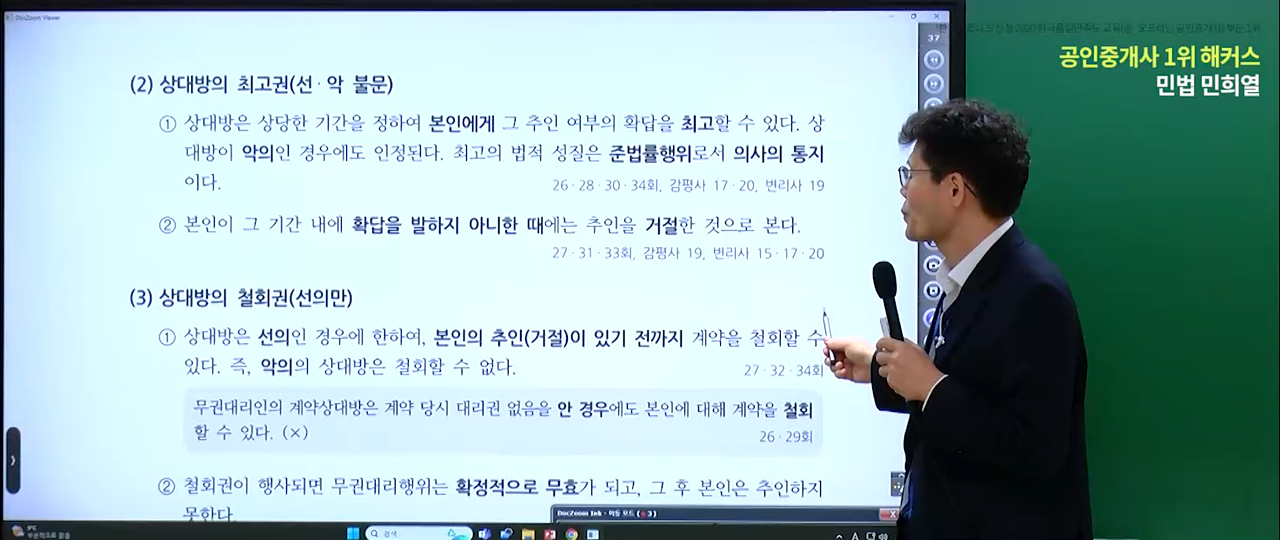 DocZoom Viewer
37
공인중개사 1위 해커스
민법 민희열
(2) 상대방의 최고권(선·악 불문)
① 상대방은 상당한 기간을 정하여 본인에게 그 추인 여부의 확답을 최고할 수 있다. 상
대방이 악의인 경우에도 인정된다. 최고의 법적 성질은 준법률행위로서 의사의 통지
이다.
26·28·30·34회, 감평사 17·20, 변리사 19
② 본인이 그 기간 내에 확답을 발하지 아니한 때에는 추인을 거절한 것으로 본다.
27·31·33회, 감평사 19, 변리사 15·17·20
(3) 상대방의 철회권(선의만)
① 상대방은 선의인 경우에 한하여, 본인의 추인(거절)이 있기 전까지 계약을 철회할 수
있다. 즉, 악의의 상대방은 철회할 수 없다.
27·32·34회
무권대리인의 계약상대방은 계약 당시 대리권 없음을 안 경우에도 본인에 대해 계약을 철회
할 수 있다. (×)
26·29회
② 철회권이 행사되면 무권대리행위는 확정적으로 무효가 되고, 그 후 본인은 추인하지
못한다.
DocZoom Ink - 이동 모드
검색